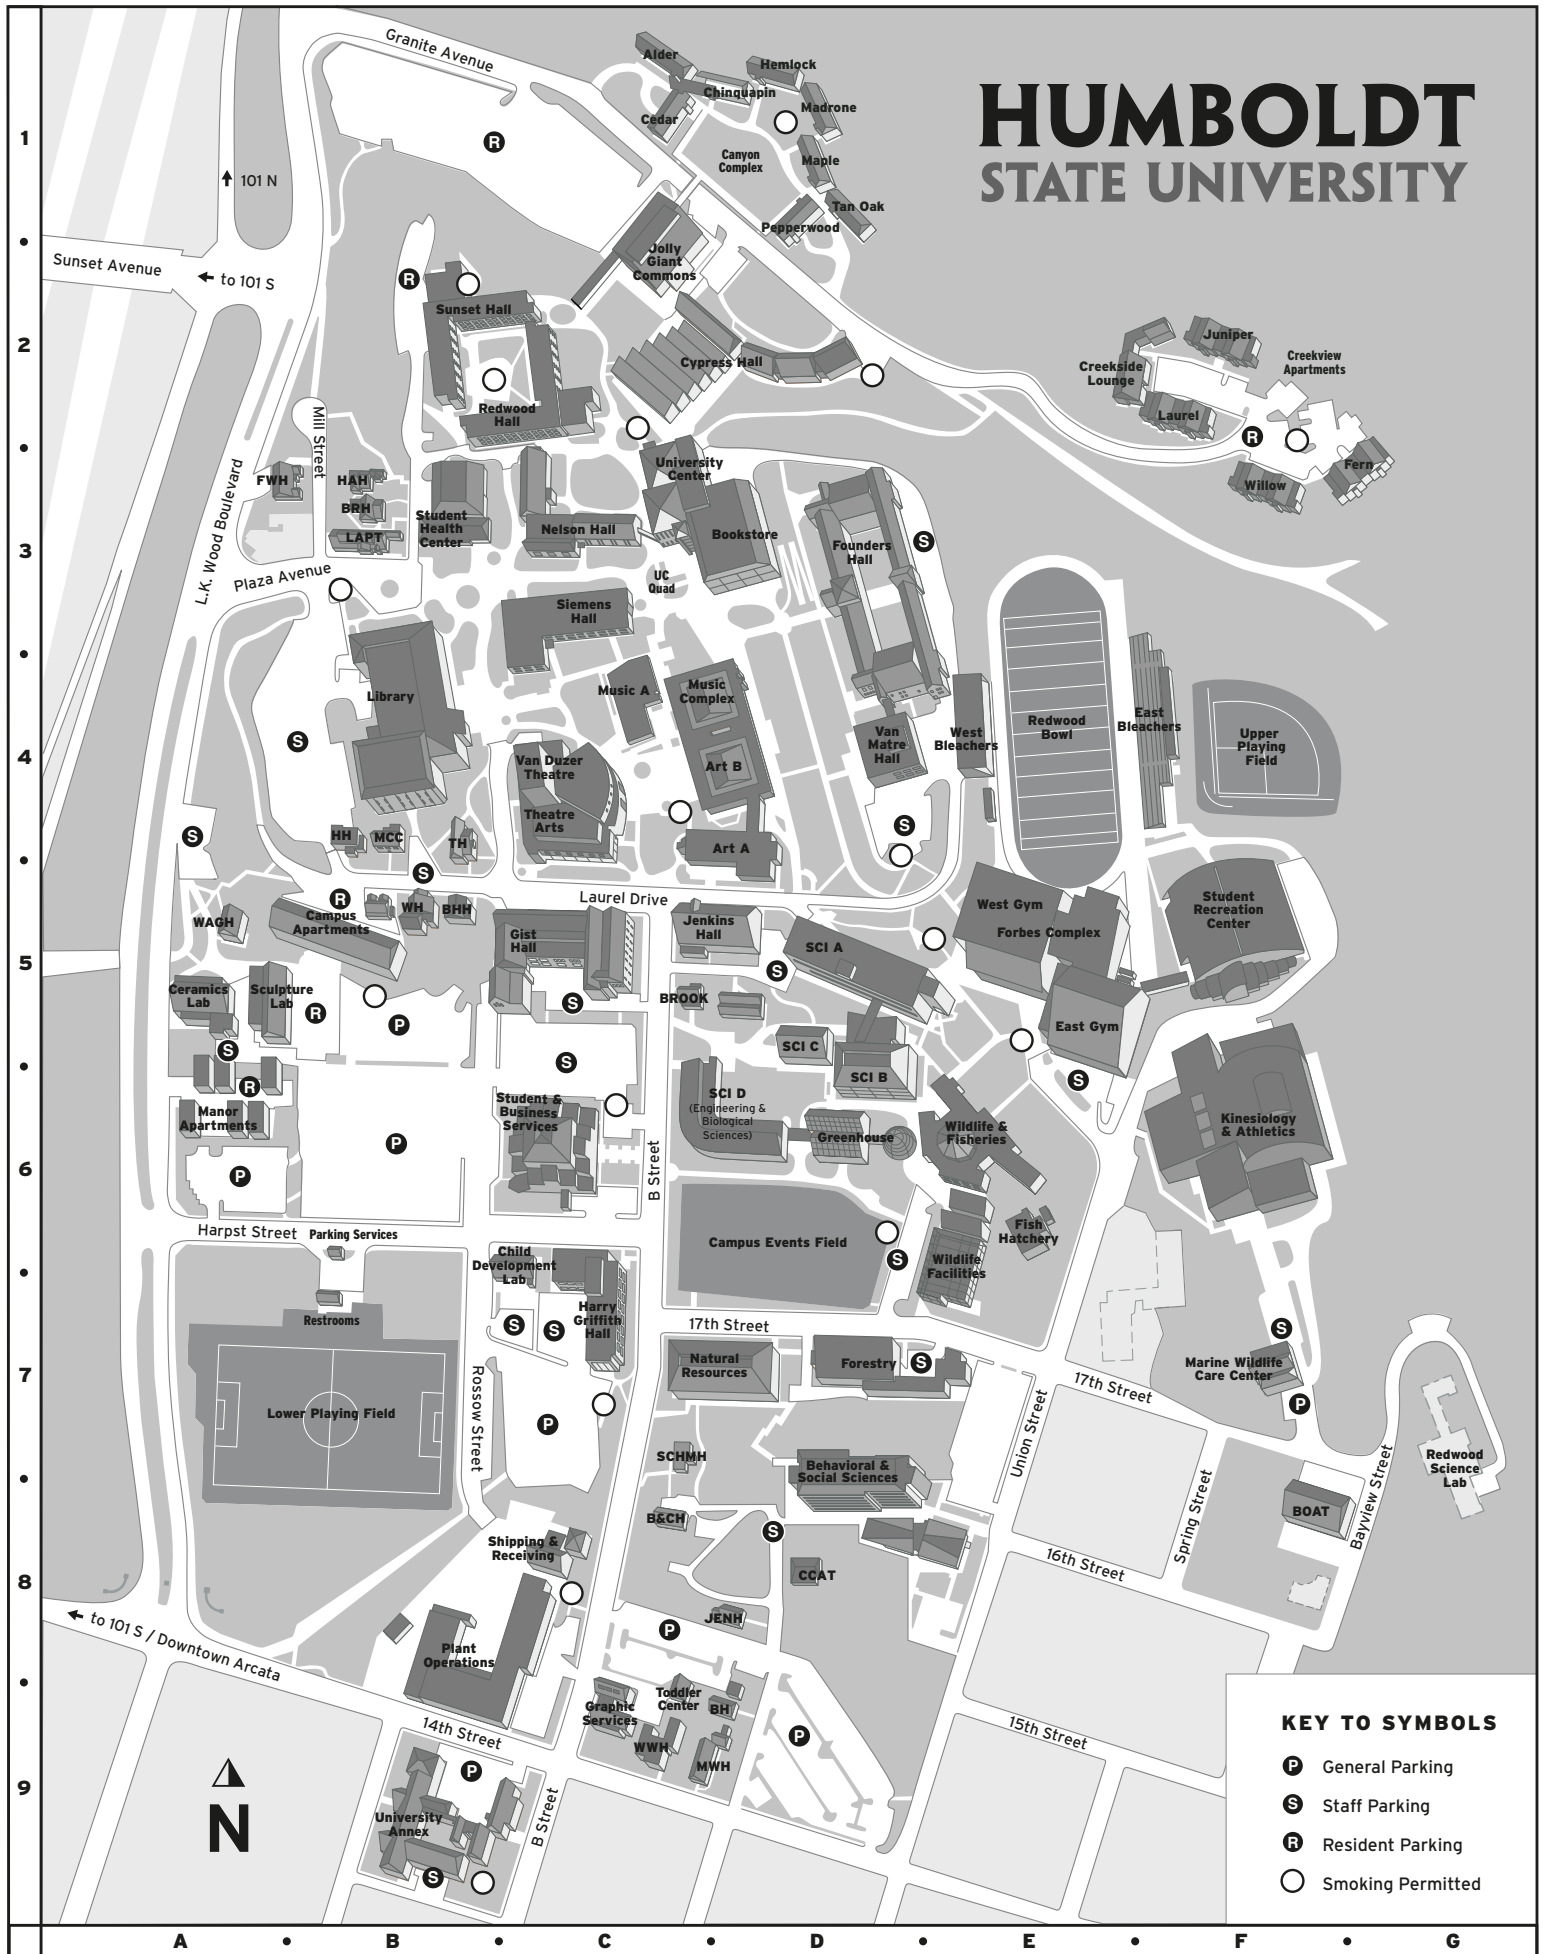 HUMBOLDT
STATE UNIVERSITY
Granite Avenue
Alder
Hemlock
Chinquapin
Madrone
Cedar
1
R
Canyon
Complex
Maple
101 N
Tan Oak
Pepperwood
Sunset Avenue
to 101 S
R
Jolly
Giant
Commons
Sunset Hall
2
Cypress Hall
Juniper
Creekview
Apartments
Creekside
Lounge
Laurel
Redwood
Hall
R
Mill Street
L.K. Wood Boulevard
FWH
HAH
BRH
LAPT
University
Center
Fern
Willow
Student
Health
Center
Nelson Hall
Bookstore
Founders
Hall
S
3
Plaza Avenue
UC
Quad
Siemens
Hall
Library
Music A
Music
Complex
S
4
Van Duzer
Theatre
Art B
Van
Matre
Hall
West
Bleachers
Redwood
Bowl
East
Bleachers
Upper
Playing
Field
S
HH
MCC
TH
Theatre
Arts
Art A
S
S
Laurel Drive
R
WAGH
Campus
Apartments
WH
BHH
Gist
Hall
Jenkins
Hall
SCI A
West Gym
Forbes Complex
Student
Recreation
Center
5
Ceramics
Lab
Sculpture
Lab
R
P
S
BROOK
S
East Gym
SCI C
SCI B
S
S
S
R
Manor
Apartments
Student &
Business
Services
SCI D
(Engineering &
Biological
Sciences)
Greenhouse
Wildlife &
Fisheries
Kinesiology
& Athletics
P
P
6
B Street
Harpst Street
Parking Services
Child
Development
Lab
Campus Events Field
S
Fish
Hatchery
Wildlife
Facilities
Restrooms
S
S
Harry
Griffith
Hall
17th Street
S
7
Natural
Resources
Forestry
S
Marine Wildlife
Care Center
P
17th Street
Rossow Street
Lower Playing Field
P
SCHMH
Behavioral &
Social Sciences
Union Street
Spring Street
Bayview Street
Redwood
Science
Lab
BOAT
B&CH
S
Shipping &
Receiving
8
CCAT
16th Street
to 101 S / Downtown Arcata
JENH
P
Plant
Operations
14th Street
Graphic
Services
Toddler
Center
BH
WWH
MWH
P
15th Street
P
9
N
University
Annex
B Street
S
KEY TO SYMBOLS
P General Parking
S Staff Parking
R Resident Parking
Smoking Permitted
A • B • C • D • E • F • G